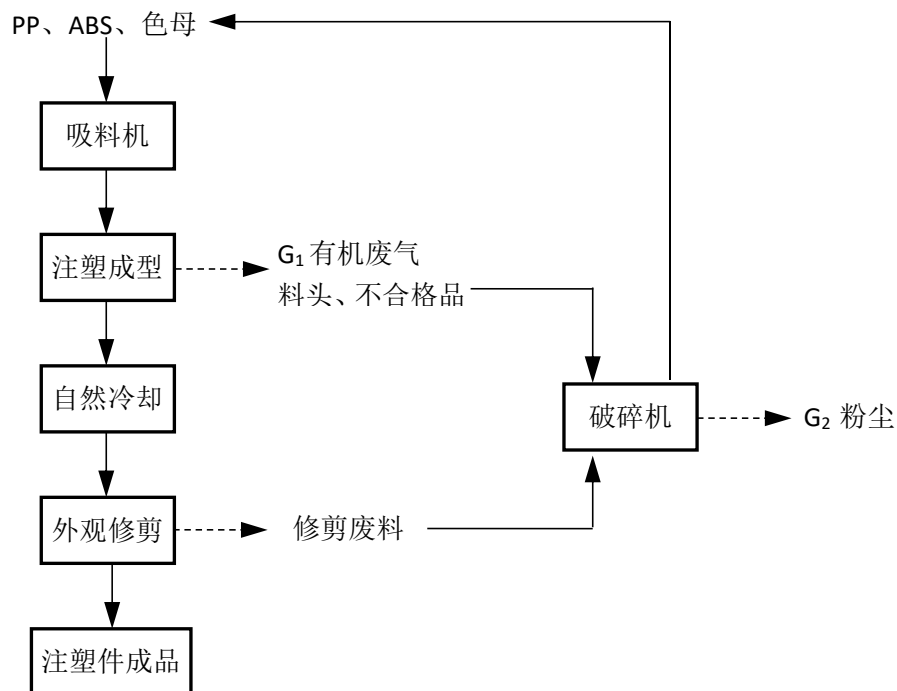 PP、ABS、色母
吸料机
注塑成型
G₁ 有机废气
料头、不合格品
自然冷却
破碎机
G₂ 粉尘
外观修剪
修剪废料
注塑件成品